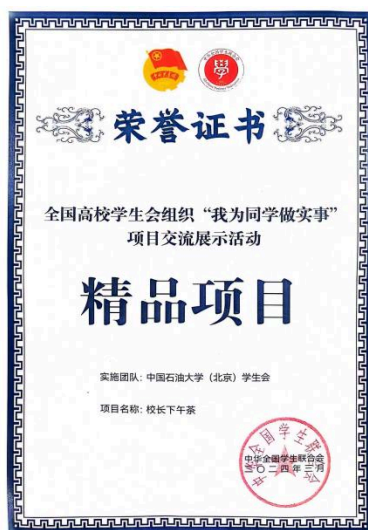 荣誉证书
全国高校学生会组织“我为同学做实事”
项目交流展示活动
精品项目
实施团队：中国石油大学（北京）学生会
项目名称：校长下午茶
中华全国学生联合会
二〇二四年三月